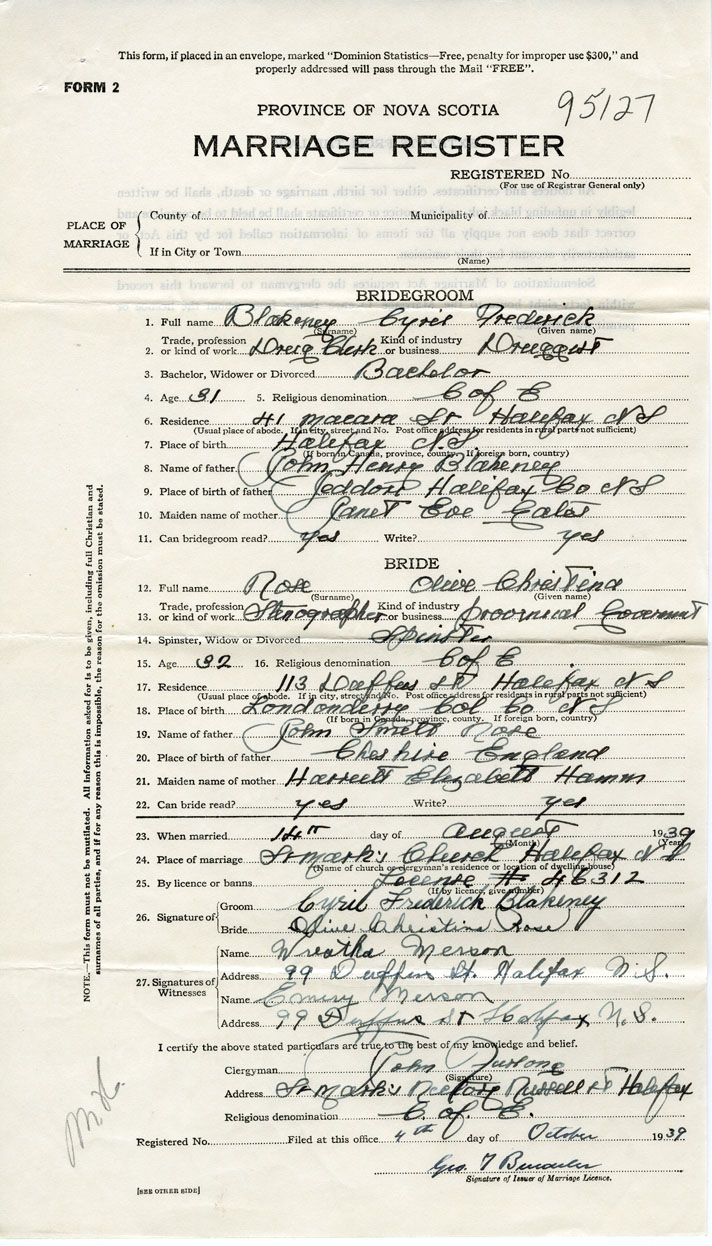 This form, if placed in an envelope, marked "Dominion Statistics—Free, penalty for improper use $300," and
properly addressed will pass through the Mail "FREE".
FORM 2
95127
PROVINCE OF NOVA SCOTIA
MARRIAGE REGISTER
REGISTERED No.
(For use of Registrar General only)
PLACE OF MARRIAGE
County of Municipality of
If in City or Town
(Name)
BRIDEGROOM
1. Full name Blakeney Cyril Frederick
(Surname) (Given name)
2. Trade, profession or kind of work Drug Clerk Kind of industry or business Druggist
3. Bachelor, Widower or Divorced Bachelor
4. Age 31 5. Religious denomination C of E
6. Residence 41 Macara St Halifax N S
(Usual place of abode. If in city, street and No. Post office address for residents in rural parts not sufficient)
7. Place of birth Halifax N.S
(If born in Canada, province, county. If foreign born, country)
8. Name of father John Henry Blakeney
9. Place of birth of father Jeddore Halifax Co N S
10. Maiden name of mother Janet Eve
11. Can bridegroom read? yes Write? yes
BRIDE
12. Full name Rose Olive Christina
(Surname) (Given name)
13. Trade, profession or kind of work Stenographer Kind of industry or business Provincial Government
14. Spinster, Widow or Divorced Spinster
15. Age 32 16. Religious denomination C of E
17. Residence 113 Duffus St Halifax N S
(Usual place of abode. If in city, street and No. Post office address for residents in rural parts not sufficient)
18. Place of birth Londonderry Col Co N S
(If born in Canada, province, county. If foreign born, country)
19. Name of father John Rose
20. Place of birth of father Cheshire England
21. Maiden name of mother Harriett Elizabeth Hamm
22. Can bride read? yes Write? yes
23. When married 14th day of August 1939
(Month) (Year)
24. Place of marriage St Mark's Church Halifax N S
(Name of church or clergyman's residence or location of dwelling house)
25. By licence or banns License # 46312
(If by licence, give number)
26. Signature of
Groom Cyril Frederick Blakeney
Bride Olive Christina Rose
27. Signatures of Witnesses
Name Wreatha Merson
Address 99 Duffus St. Halifax N.S.
Name Emery Merson
Address 99 Duffus St Halifax N.S.
I certify the above stated particulars are true to the best of my knowledge and belief.
Clergyman John Furlong
(Signature)
Address St Mark's Rectory Russell St Halifax
Religious denomination C. of E.
Registered No. Filed at this office 4th day of October 1939
Geo. T
Signature of Issuer of Marriage Licence.
[SEE OTHER SIDE]
NOTE.—This form must not be mutilated. All information asked for is to be given, including full Christian and
surnames of all parties, and if for any reason this is impossible, the reason for the omission must be stated.